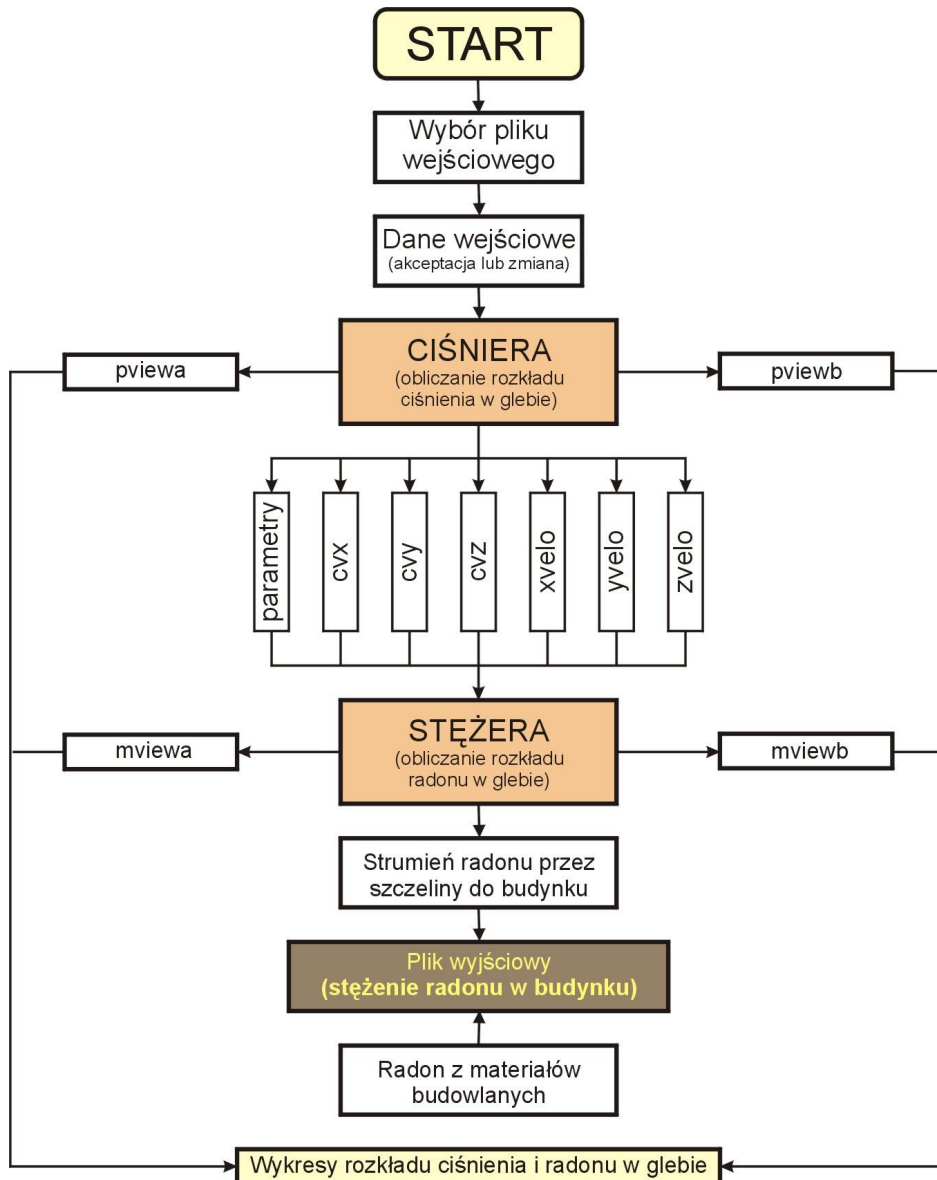 START
Wybór pliku
wejściowego
Dane wejściowe
(akceptacja lub zmiana)
CIŚNIERA
(obliczanie rozkładu
ciśnienia w glebie)
pviewa
pviewb
parametry
cvx
cvy
cvz
xvelo
yvelo
zvelo
STĘŻERA
(obliczanie rozkładu
radonu w glebie)
mviewa
mviewb
Strumień radonu przez
szczeliny do budynku
Plik wyjściowy
(stężenie radonu w budynku)
Radon z materiałów
budowlanych
Wykresy rozkładu ciśnienia i radonu w glebie